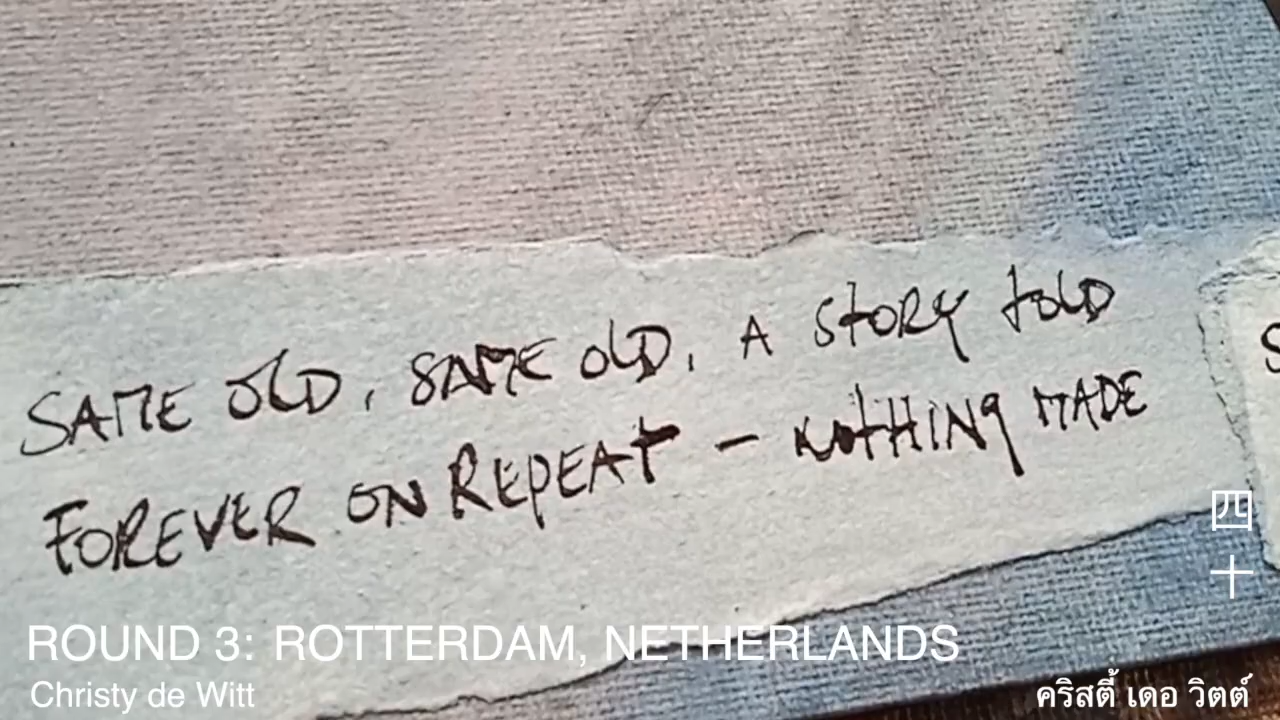 SAME OLD, SAME OLD, A STORY TOLD
FOREVER ON REPEAT – NOTHING MADE
S
四
十
ROUND 3: ROTTERDAM, NETHERLANDS
Christy de Witt
คริสตี้ เดอ วิตต์